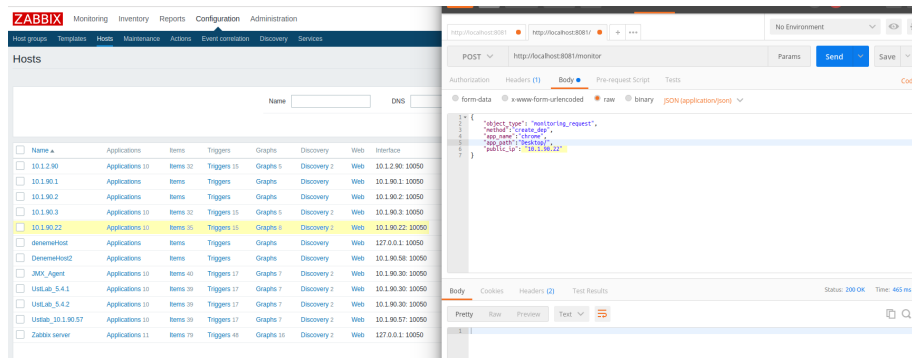 ZABBIX Monitoring Inventory Reports Configuration Administration
Host groups Templates Hosts Maintenance Actions Event correlation Discovery Services
Hosts
Name DNS
Name Applications Items Triggers Graphs Discovery Web Interface
10.1.2.90 Applications 10 Items 32 Triggers 15 Graphs 5 Discovery 2 Web 10.1.2.90: 10050
10.1.90.1 Applications Items Triggers Graphs Discovery Web 10.1.90.1: 10050
10.1.90.2 Applications Items Triggers Graphs Discovery Web 10.1.90.2: 10050
10.1.90.3 Applications 10 Items 32 Triggers 15 Graphs 5 Discovery 2 Web 10.1.90.3: 10050
10.1.90.22 Applications 10 Items 35 Triggers 15 Graphs 8 Discovery 2 Web 10.1.90.22: 10050
denemeHost Applications Items Triggers Graphs Discovery Web 127.0.0.1: 10050
DenemeHost2 Applications Items Triggers Graphs Discovery Web 10.1.90.58: 10050
JMX_Agent Applications 10 Items 40 Triggers 17 Graphs 7 Discovery 2 Web 10.1.90.30: 10050
UstLab_5.4.1 Applications 10 Items 39 Triggers 17 Graphs 7 Discovery 2 Web 10.1.90.30: 10050
UstLab_5.4.2 Applications 10 Items 39 Triggers 17 Graphs 7 Discovery 2 Web 10.1.90.30: 10050
Ustlab_10.1.90.57 Applications 10 Items 39 Triggers 17 Graphs 7 Discovery 2 Web 10.1.90.57: 10050
Zabbix server Applications 11 Items 79 Triggers 48 Graphs 16 Discovery 2 Web 127.0.0.1: 10050
http://localhost:8081 http://localhost:8081/ + ••• No Environment
POST http://localhost:8081/monitor Params Send Save
Authorization Headers (1) Body Pre-request Script Tests
form-data x-www-form-urlencoded raw binary JSON (application/json)
1 {
2 "object_type": "monitoring_request",
3 "method":"create_dep",
4 "app_name":"chrome",
5 "app_path":"Desktop/",
6 "public_ip": "10.1.90.22"
7 }
Body Cookies Headers (2) Test Results Status: 200 OK Time: 465 ms
Pretty Raw Preview Text
1